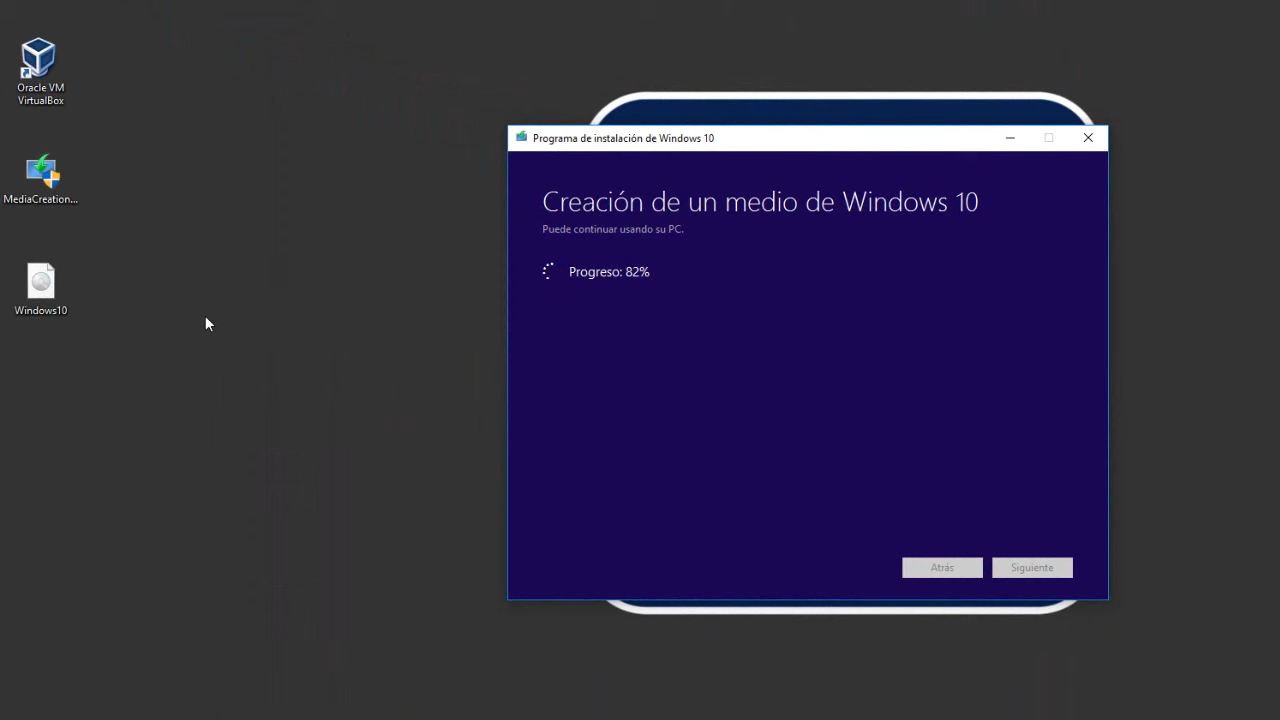 Oracle VM
VirtualBox
MediaCreation...
Windows10
Programa de instalación de Windows 10
Creación de un medio de Windows 10
Puede continuar usando su PC.
Progreso: 82%
Atrás
Siguiente